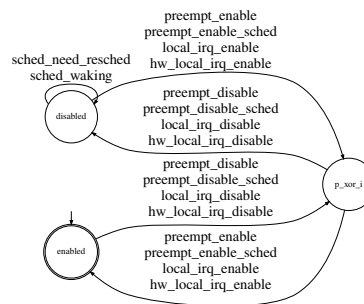 preempt_enable
preempt_enable_sched
local_irq_enable
hw_local_irq_enable
sched_need_resched
sched_waking
disabled
preempt_disable
preempt_disable_sched
local_irq_disable
hw_local_irq_disable
p_xor_i
preempt_disable
preempt_disable_sched
local_irq_disable
hw_local_irq_disable
enabled
preempt_enable
preempt_enable_sched
local_irq_enable
hw_local_irq_enable